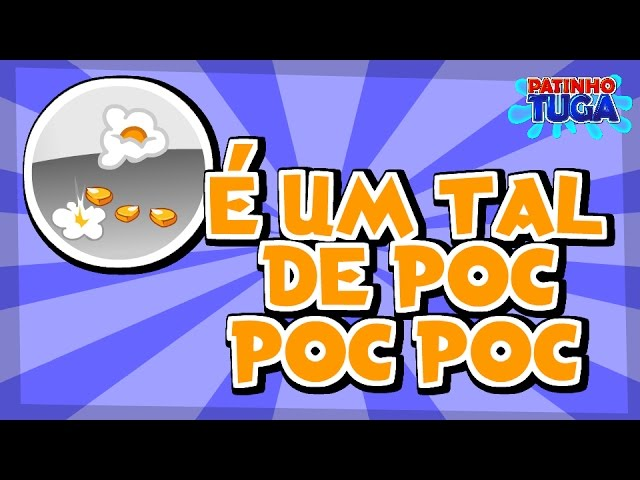 PATINHO
TUGA
É UM TAL
DE POC
POC POC